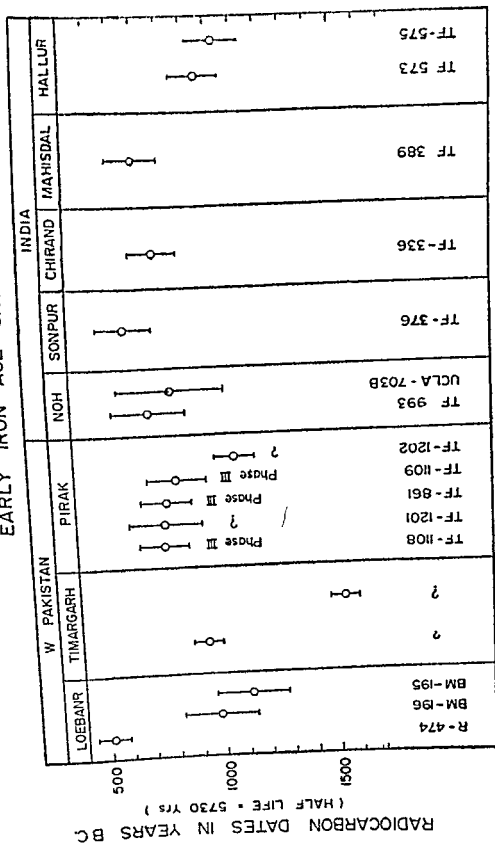 EARLY IRON AGE
W PAKISTAN
INDIA
LOEBANR
TIMARGARH
PIRAK
NOH
SONPUR
CHIRAND
MAHISDAL
HALLUR
RADIOCARBON DATES IN YEARS B.C.
( HALF LIFE = 5730 Yrs )
500
1000
1500
Phase III
?
Phase III
Phase III
?
R-474
BM-196
BM-195
?
?
TF-1108
TF-1201
TF-861
TF-1109
TF-1202
TF 993
UCLA-703B
TF-376
TF-336
TF 389
TF 573
TF-575